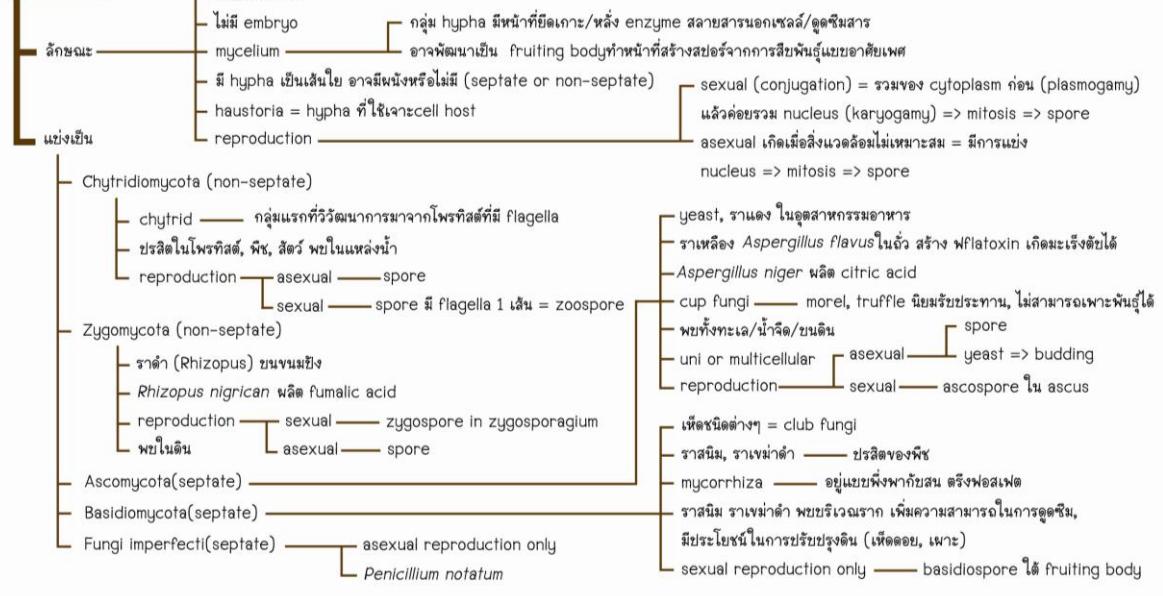 ไม่มี embryo
ลักษณะ
mycelium
กลุ่ม hypha มีหน้าที่ยึดเกาะ/หลั่ง enzyme สลายสารนอกเซลล์/ดูดซึมสาร
อาจพัฒนาเป็น fruiting bodyทำหน้าที่สร้างสปอร์จากการสืบพันธุ์แบบอาศัยเพศ
มี hypha เป็นเส้นใย อาจมีผนังหรือไม่มี (septate or non-septate)
haustoria = hypha ที่ใช้เจาะcell host
reproduction
sexual (conjugation) = รวมของ cytoplasm ก่อน (plasmogamy)
แล้วค่อยรวม nucleus (karyogamy) => mitosis => spore
asexual เกิดเมื่อสิ่งแวดล้อมไม่เหมาะสม = มีการแบ่ง
nucleus => mitosis => spore
แบ่งเป็น
Chytridiomycota (non-septate)
chytrid
กลุ่มแรกที่วิวัฒนาการมาจากโพรทิสต์ที่มี flagella
ปรสิตในโพรทิสต์, พืช, สัตว์ พบในแหล่งน้ำ
reproduction
asexual
spore
sexual
spore มี flagella 1 เส้น = zoospore
Zygomycota (non-septate)
ราดำ (Rhizopus) บนขนมปัง
Rhizopus nigrican ผลิต fumalic acid
reproduction
sexual
zygospore in zygosporagium
พบในดิน
asexual
spore
Ascomycota(septate)
yeast, ราแดง ในอุตสาหกรรมอาหาร
ราเหลือง Aspergillus flavusในถั่ว สร้าง ฟflatoxin เกิดมะเร็งตับได้
Aspergillus niger ผลิต citric acid
cup fungi
morel, truffle นิยมรับประทาน, ไม่สามารถเพาะพันธุ์ได้
พบทั้งทะเล/น้ำจืด/บนดิน
uni or multicellular
reproduction
asexual
spore
yeast => budding
sexual
ascospore ใน ascus
Basidiomycota(septate)
เห็ดชนิดต่างๆ = club fungi
ราสนิม, ราเขม่าดำ
ปรสิตของพืช
mycorrhiza
อยู่แบบพึ่งพากับสน ตรึงฟอสเฟต
ราสนิม ราเขม่าดำ พบบริเวณราก เพิ่มความสามารถในการดูดซึม,
มีประโยชน์ในการปรับปรุงดิน (เห็ดตอย, เผาะ)
sexual reproduction only
basidiospore ใต้ fruiting body
Fungi imperfecti(septate)
asexual reproduction only
Penicillium notatum